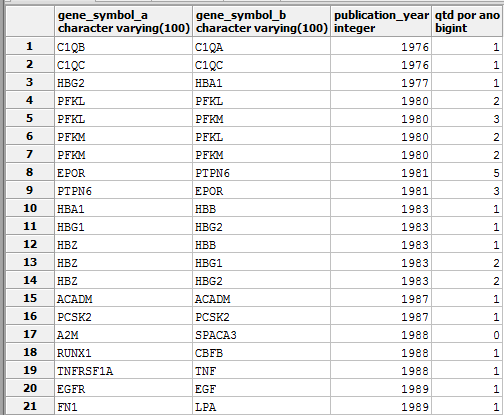 gene_symbol_a gene_symbol_b publication_year qtd por ano
character varying(100) character varying(100) integer bigint
1 C1QB C1QA 1976 1
2 C1QC C1QC 1976 1
3 HBG2 HBA1 1977 1
4 PFKL PFKL 1980 2
5 PFKL PFKM 1980 3
6 PFKM PFKL 1980 2
7 PFKM PFKM 1980 2
8 EPOR PTPN6 1981 5
9 PTPN6 EPOR 1981 3
10 HBA1 HBB 1983 1
11 HBG1 HBG2 1983 1
12 HBZ HBB 1983 1
13 HBZ HBG1 1983 2
14 HBZ HBG2 1983 2
15 ACADM ACADM 1987 1
16 PCSK2 PCSK2 1987 1
17 A2M SPACA3 1988 0
18 RUNX1 CBFB 1988 1
19 TNFRSF1A TNF 1988 1
20 EGFR EGF 1989 1
21 FN1 LPA 1989 1